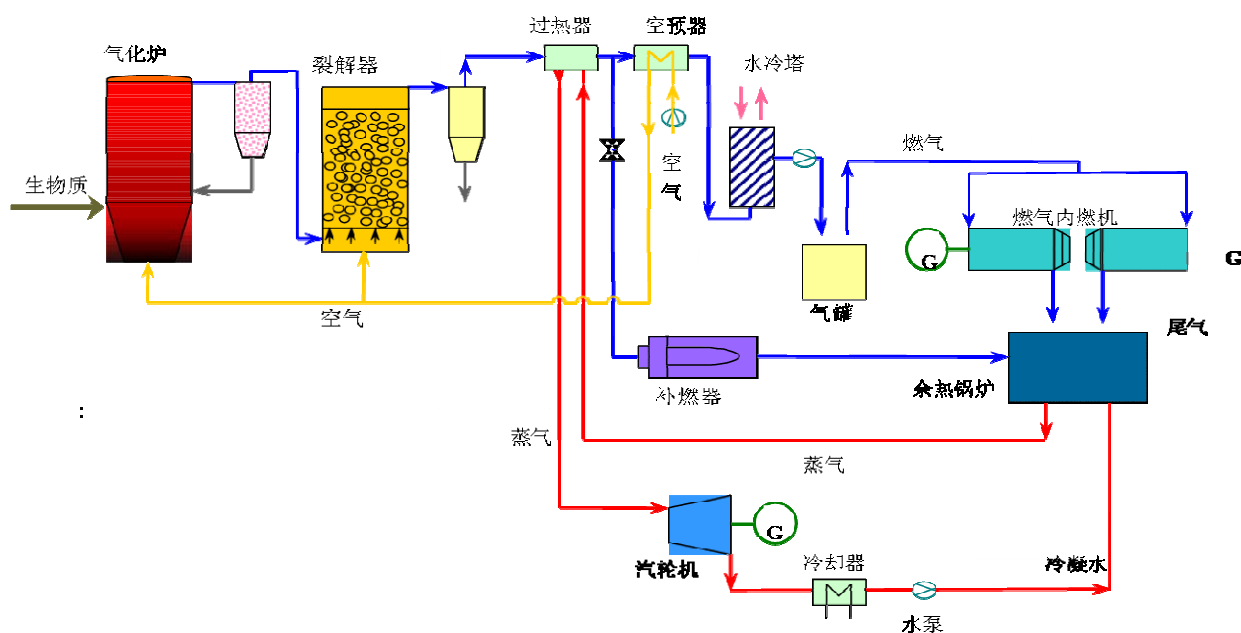 过热器
空预器
气化炉
裂解器
水冷塔
燃气
空
气
生物质
燃气内燃机
G
G
空气
气罐
尾气
补燃器
余热锅炉
:
蒸气
蒸气
G
汽轮机
冷却器
冷凝水
水泵